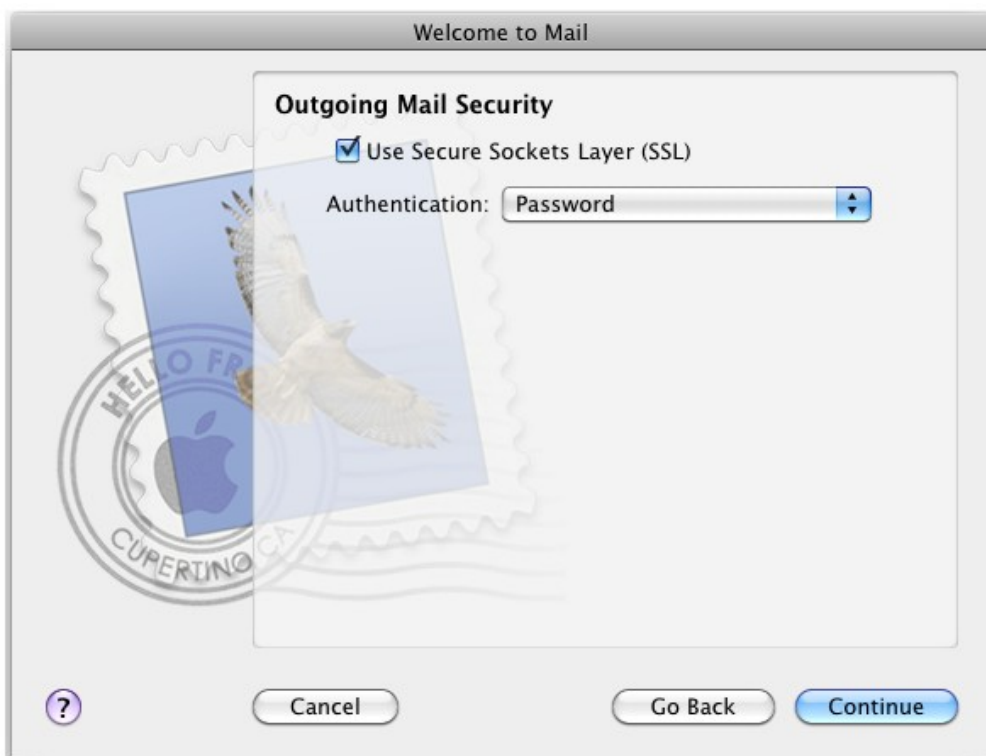 Welcome to Mail
Outgoing Mail Security
Use Secure Sockets Layer (SSL)
Authentication: Password
HELLO FR
CUPERTINO CA
?
Cancel
Go Back
Continue